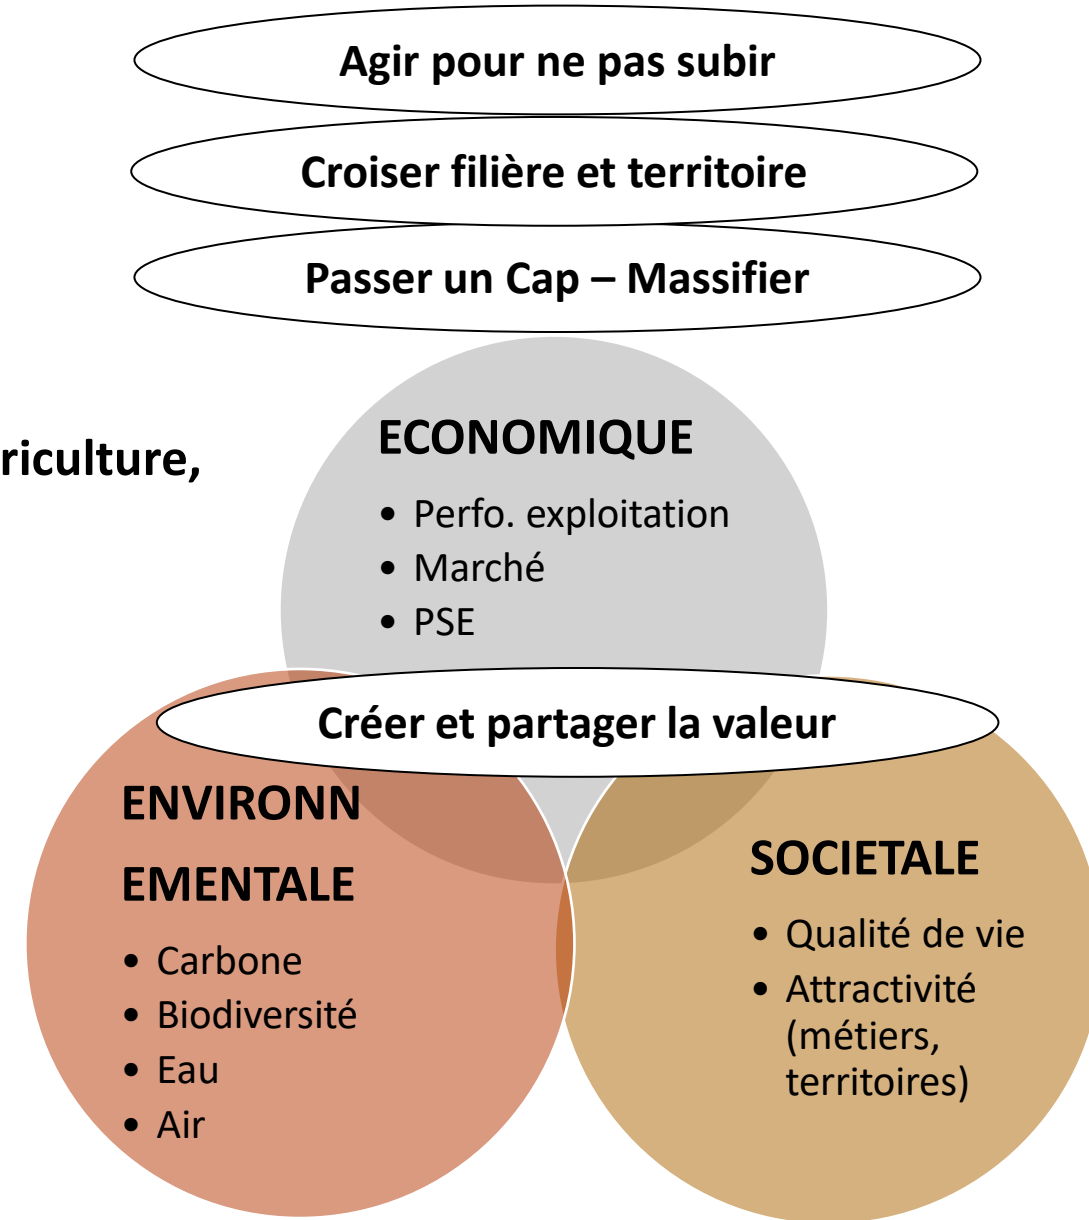 Agir pour ne pas subir
Croiser filière et territoire
Passer un Cap – Massifier
riculture,
ECONOMIQUE
• Perfo. exploitation
• Marché
• PSE
Créer et partager la valeur
ENVIRONN
EMENTALE
• Carbone
• Biodiversité
• Eau
• Air
SOCIETALE
• Qualité de vie
• Attractivité
(métiers,
territoires)